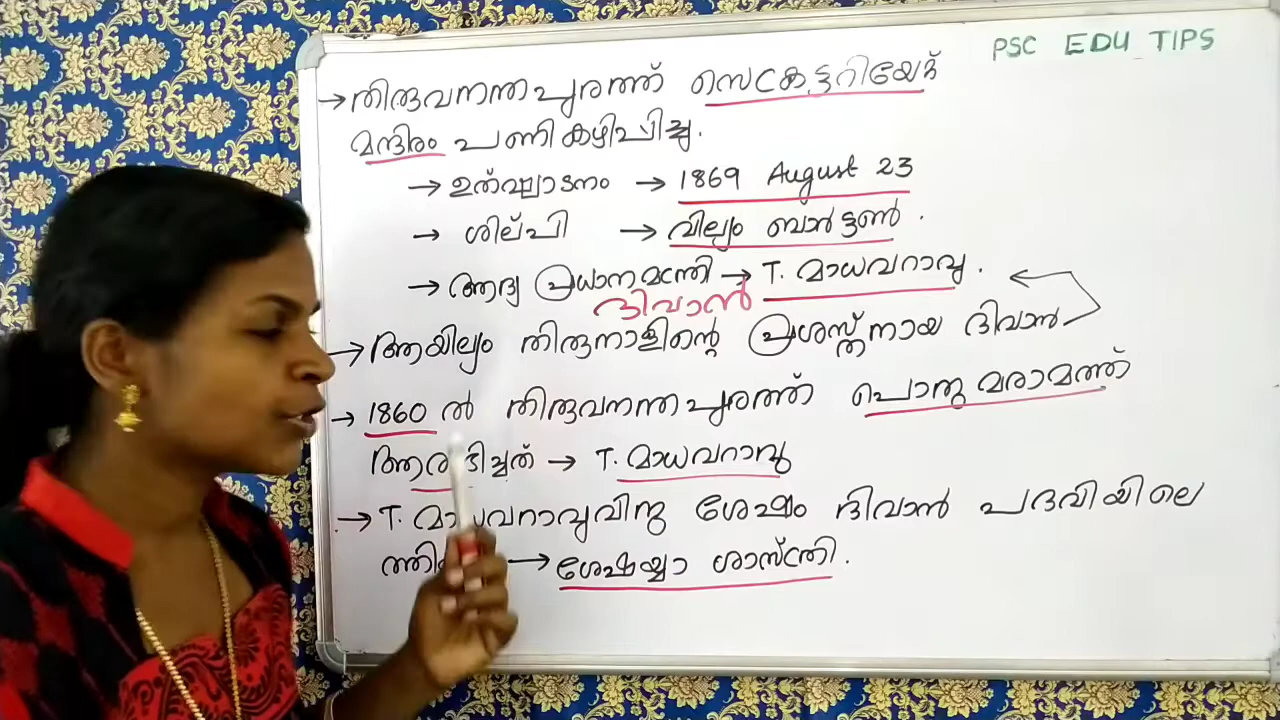 PSC EDU TIPS
→ തിരുവനന്തപുരത്ത് സെക്രട്ടറിയേറ്റ്
മന്ദിരം പണികഴിപ്പിച്ചു.
→ ഉത്ഘാടനം → 1869 August 23
→ ശില്പി → വില്യം ബാർട്ടൺ .
→ ആദ്യ പ്രധാനമന്ത്രി → T. മാധവറാവു .
ദിവാൻ
→ ആയില്യം തിരുനാളിന്റെ പ്രശസ്തനായ ദിവാൻ
→ 1860 ൽ തിരുവനന്തപുരത്ത് പൊതു മരാമത്ത്
ആരംഭിച്ചത് → T. മാധവറാവു
→ T. മാധവറാവുവിനു ശേഷം ദിവാൻ പദവിയിലെ
→ ശേഷയ്യാ ശാസ്ത്രി .